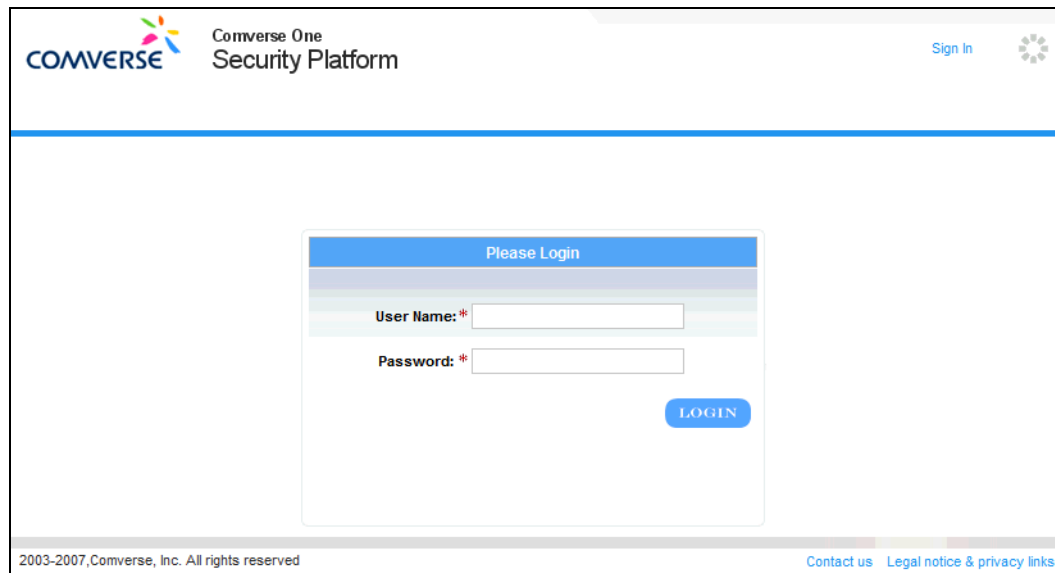 COMVERSE
Comverse One
Security Platform
Sign In
Please Login
User Name:*
Password: *
LOGIN
2003-2007,Comverse, Inc. All rights reserved
Contact us Legal notice & privacy links